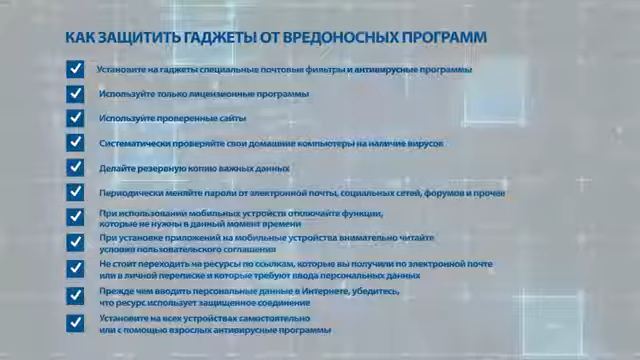 КАК ЗАЩИТИТЬ ГАДЖЕТЫ ОТ ВРЕДОНОСНЫХ ПРОГРАММ
Установите на гаджеты специальные почтовые фильтры и антивирусные программы
Используйте только лицензионные программы
Используйте проверенные сайты
Систематически проверяйте свои домашние компьютеры на наличие вирусов
Делайте резервную копию важных данных
Периодически меняйте пароли от электронной почты, социальных сетей, форумов и прочее
При использований мобильных устройств отключайте функции,
которые не нужны в данный момент времени
При установке приложений на мобильные устройства внимательно читайте
условия пользовательского соглашения
Не стоит переходить на ресурсы по ссылкам, которые вы получили по электронной почте
или в личной переписке и которые требуют ввода персональных данных
Прежде чем вводить персональные данные в Интернете, убедитесь,
что ресурс использует защищенное соединение
Установите на всех устройствах самостоятельно
или с помощью взрослых антивирусные программы